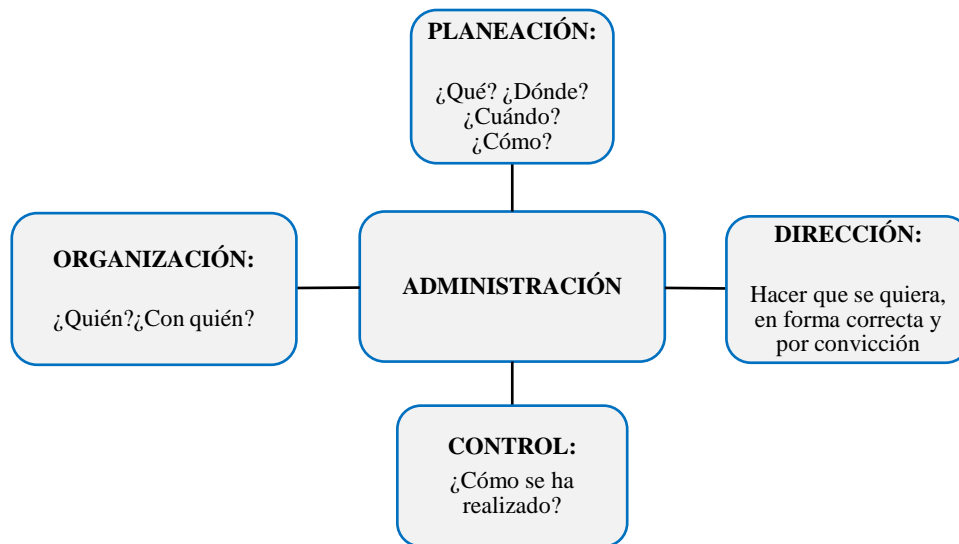 PLANEACIÓN:
¿Qué? ¿Dónde?
¿Cuándo?
¿Cómo?
ORGANIZACIÓN:
¿Quién?¿Con quién?
ADMINISTRACIÓN
DIRECCIÓN:
Hacer que se quiera,
en forma correcta y
por convicción
CONTROL:
¿Cómo se ha
realizado?